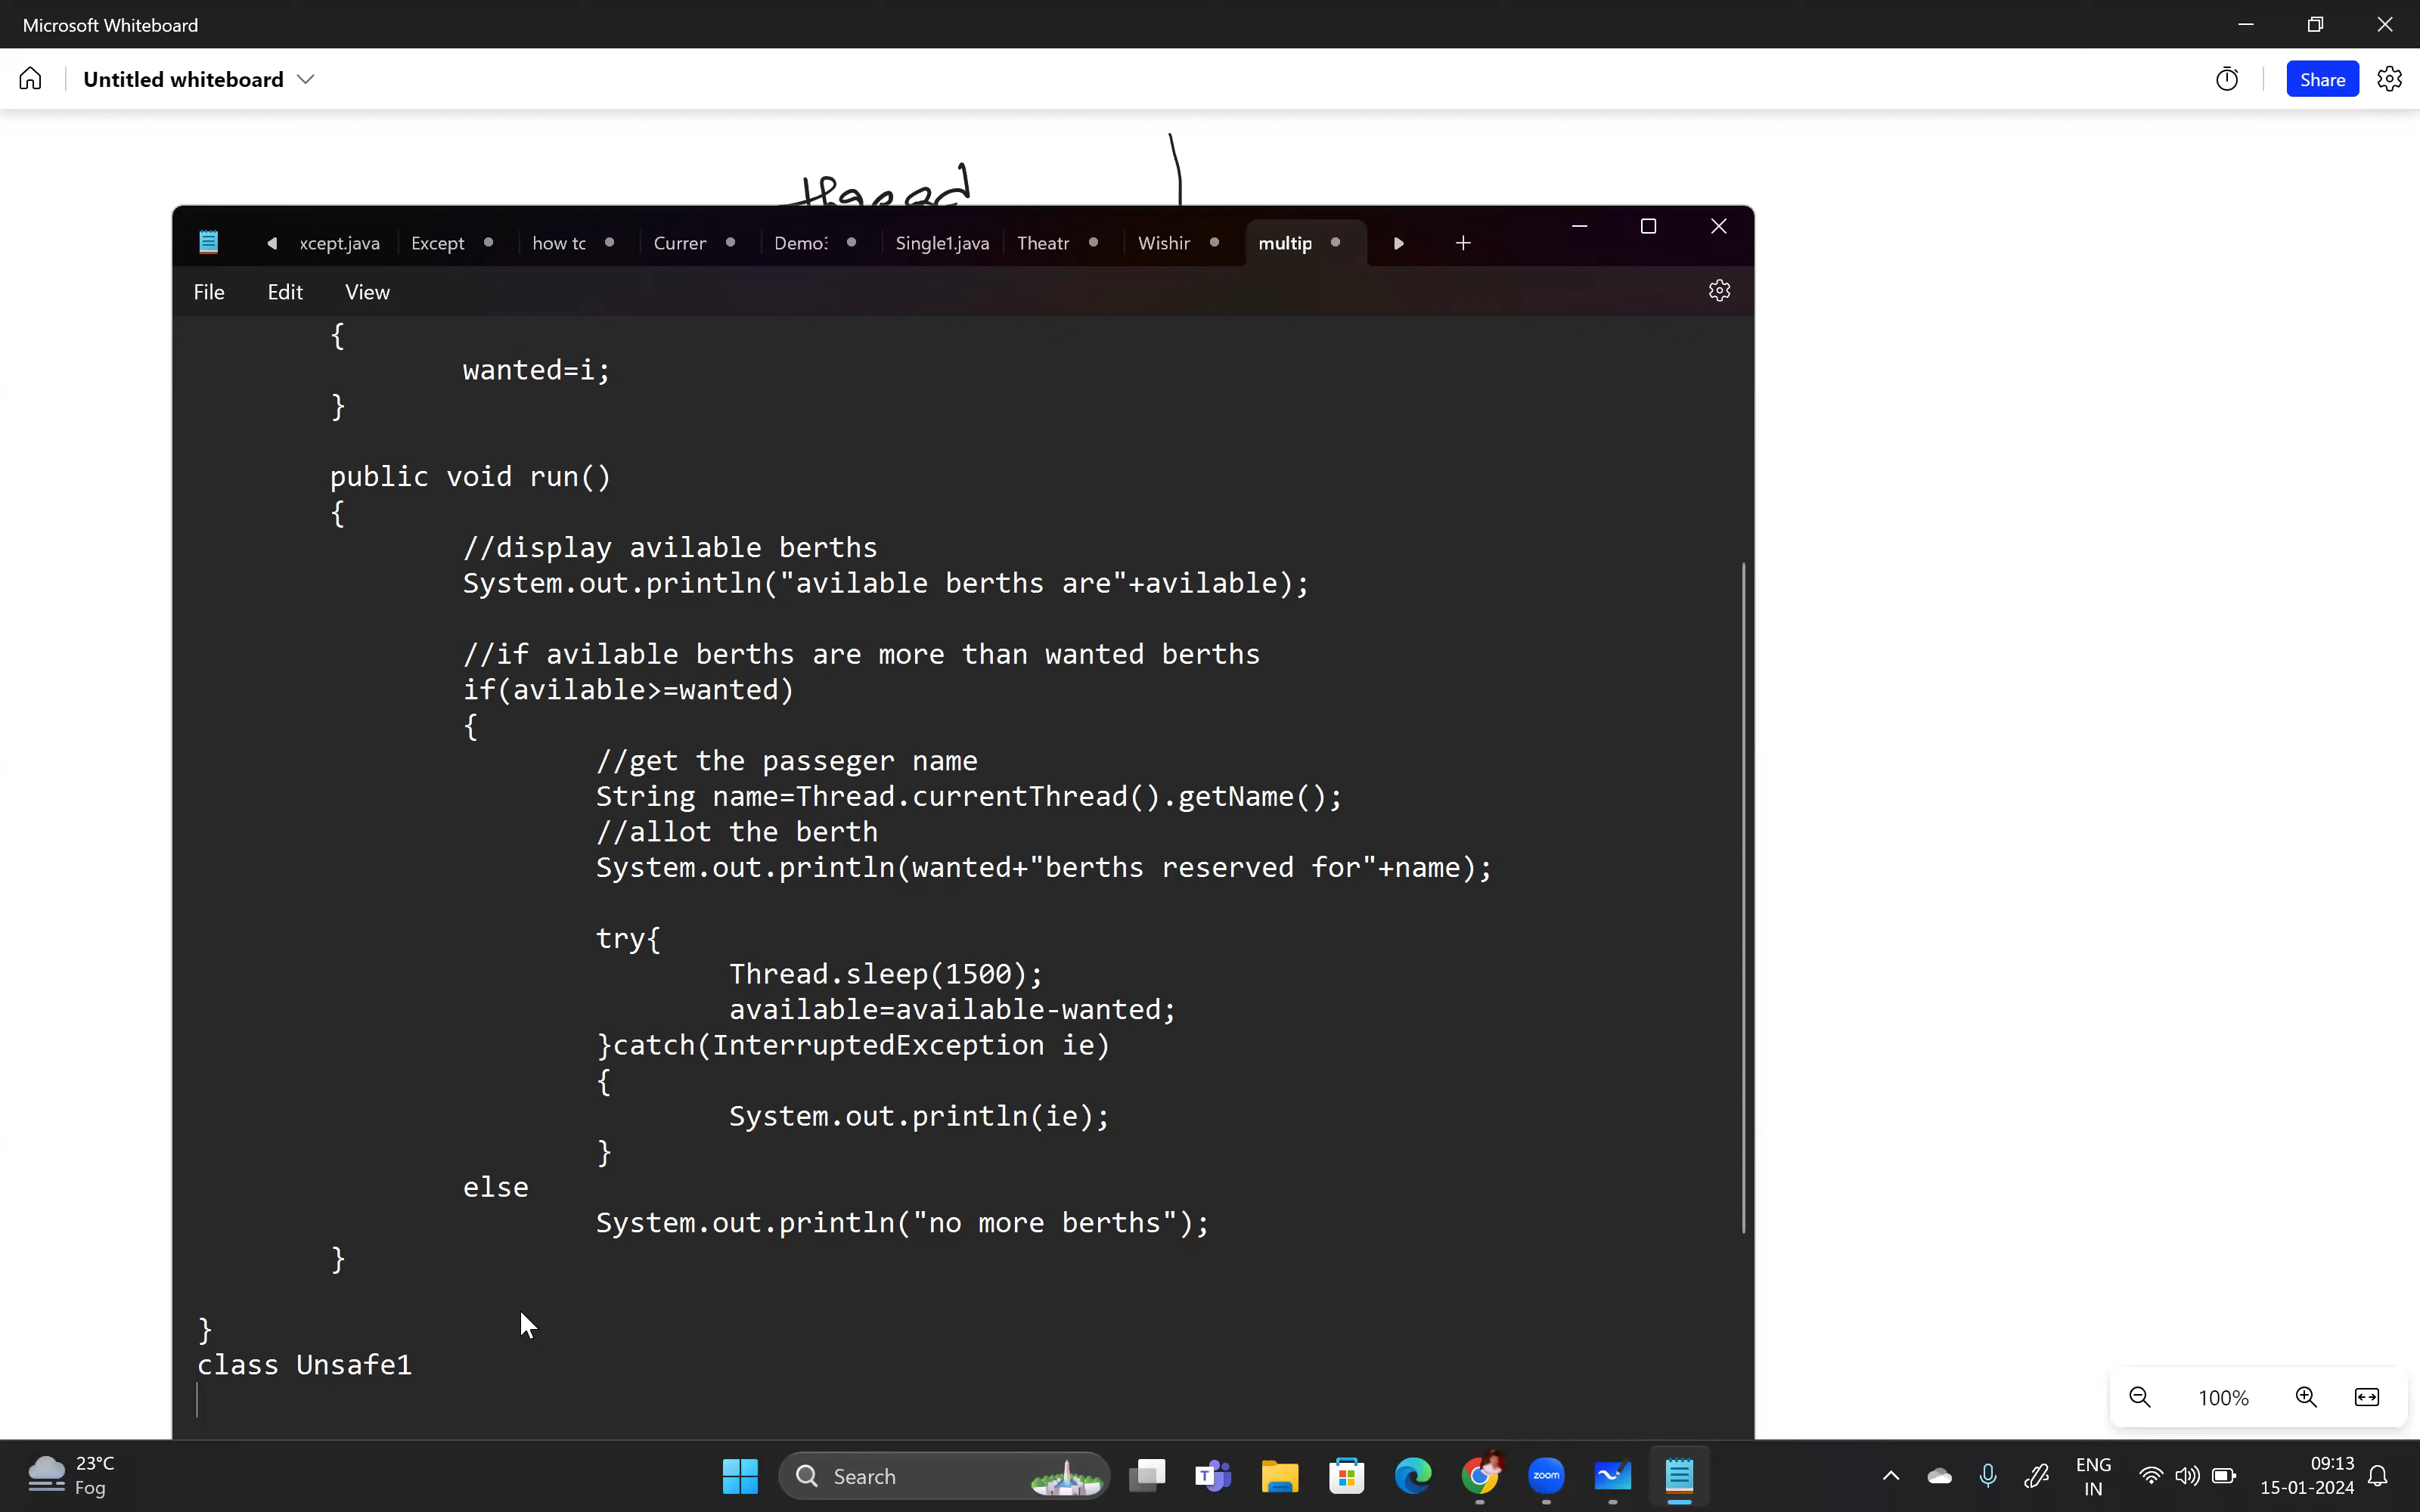 Microsoft Whiteboard
Untitled whiteboard
Share
thread
xcept.java Except how to Currer Demo: Single1.java Theatr Wishir multip
File Edit View
{
wanted=i;
}
public void run()
{
//display avilable berths
System.out.println("avilable berths are"+avilable);
//if avilable berths are more than wanted berths
if(avilable>=wanted)
{
//get the passeger name
String name=Thread.currentThread().getName();
//allot the berth
System.out.println(wanted+"berths reserved for"+name);
try{
Thread.sleep(1500);
available=available-wanted;
}catch(InterruptedException ie)
{
System.out.println(ie);
}
else
System.out.println("no more berths");
}
}
class Unsafe1
100%
23°C
Fog
Search
zoom
ENG
IN
09:13
15-01-2024